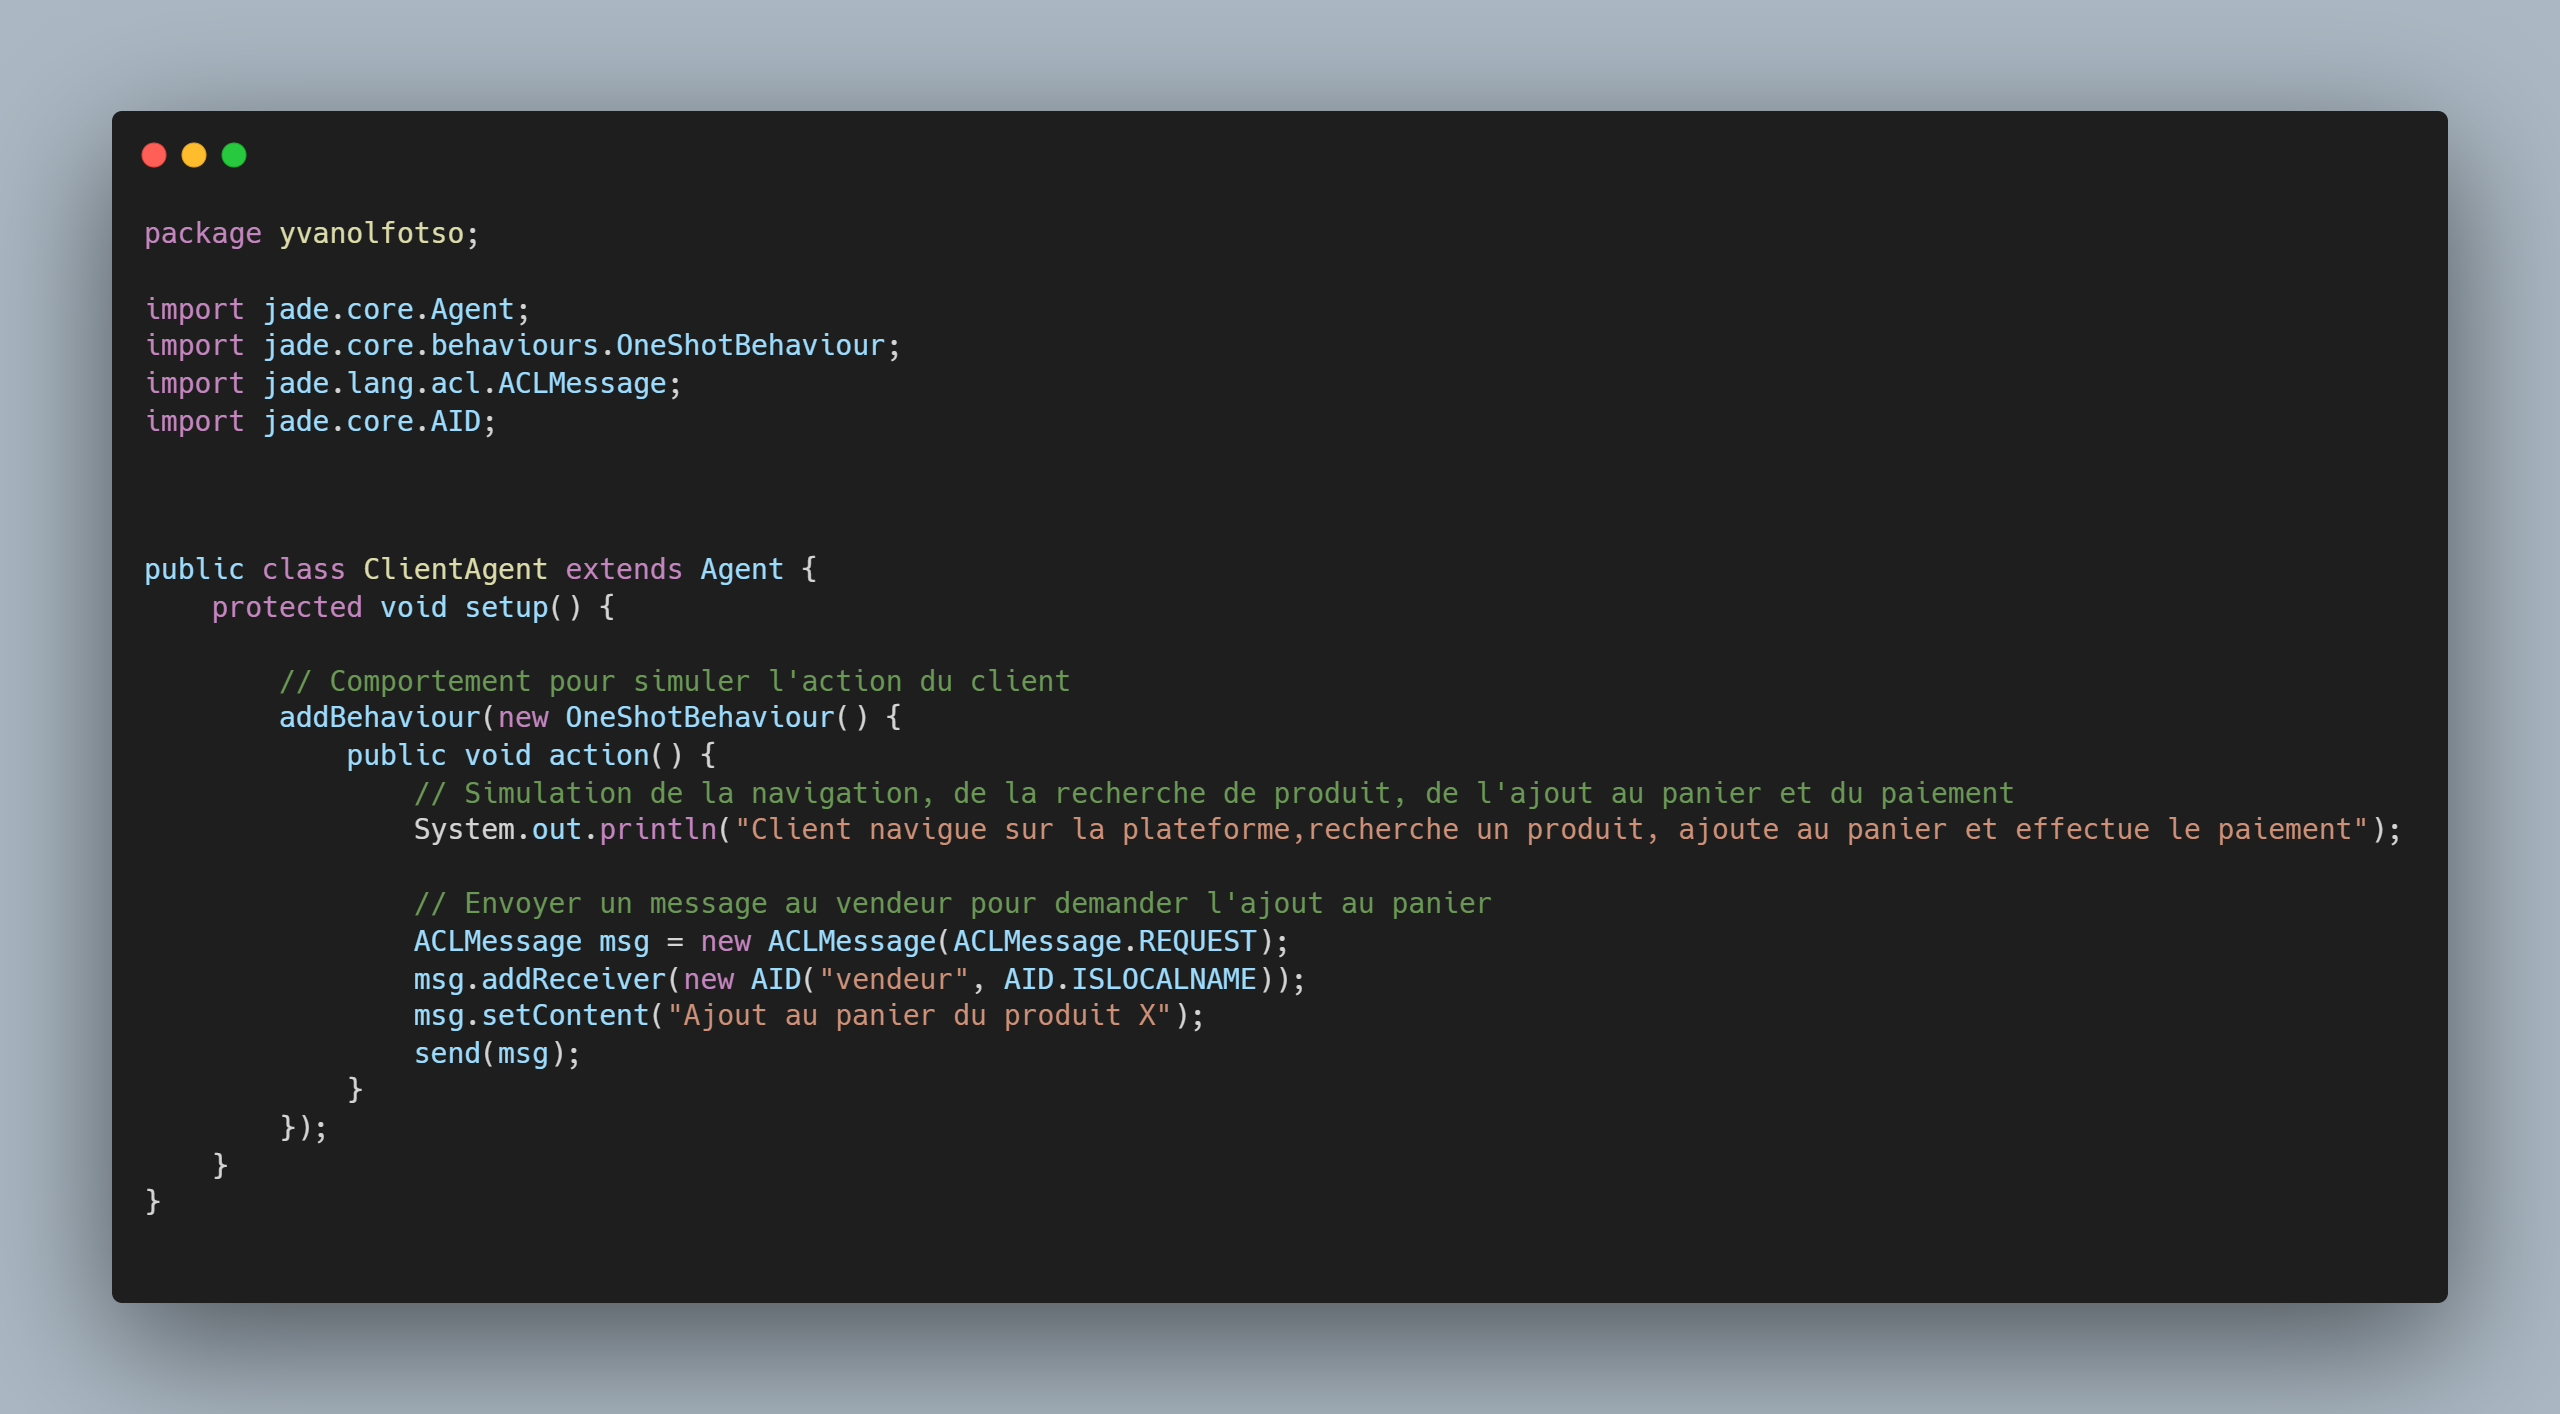 package yvanolfotso;
import jade.core.Agent;
import jade.core.behaviours.OneShotBehaviour;
import jade.lang.acl.ACLMessage;
import jade.core.AID;
public class ClientAgent extends Agent {
    protected void setup() {
        // Comportement pour simuler l'action du client
        addBehaviour(new OneShotBehaviour() {
            public void action() {
                // Simulation de la navigation, de la recherche de produit, de l'ajout au panier et du paiement
                System.out.println("Client navigue sur la plateforme,recherche un produit, ajoute au panier et effectue le paiement");
                // Envoyer un message au vendeur pour demander l'ajout au panier
                ACLMessage msg = new ACLMessage(ACLMessage.REQUEST);
                msg.addReceiver(new AID("vendeur", AID.ISLOCALNAME));
                msg.setContent("Ajout au panier du produit X");
                send(msg);
            }
        });
    }
}